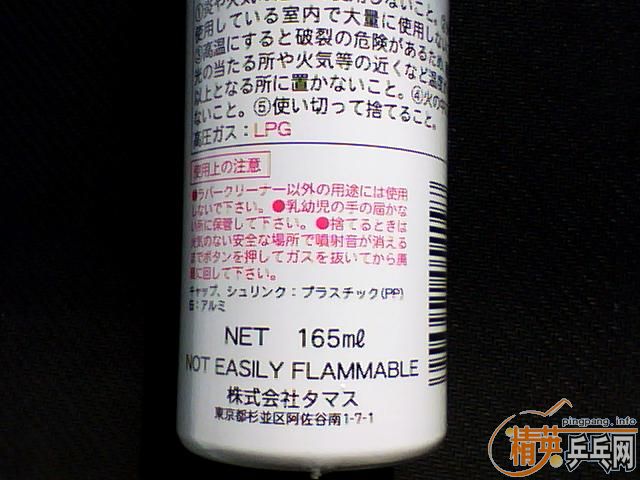 ①炎や火気の
使用している室内で大量に使用しない
③高温にすると破裂の危険があるため、
光の当たる所や火気等の近くなど温度
以上となる所に置かないこと。④火の中
ないこと。⑤使い切って捨てること。
高圧ガス：LPG
使用上の注意
●ラバークリーナー以外の用途には使用
しないで下さい。●乳幼児の手の届かな
い所に保管して下さい。●捨てるときは
火気のない安全な場所で噴射音が消える
までボタンを押してガスを抜いてから廃
棄に回して下さい。
キャップ、シュリンク：プラスチック(PP)
缶：アルミ
NET 165ml
NOT EASILY FLAMMABLE
株式会社タマス
東京都杉並区阿佐谷南1-7-1
pingpang.info
精英乒乓网